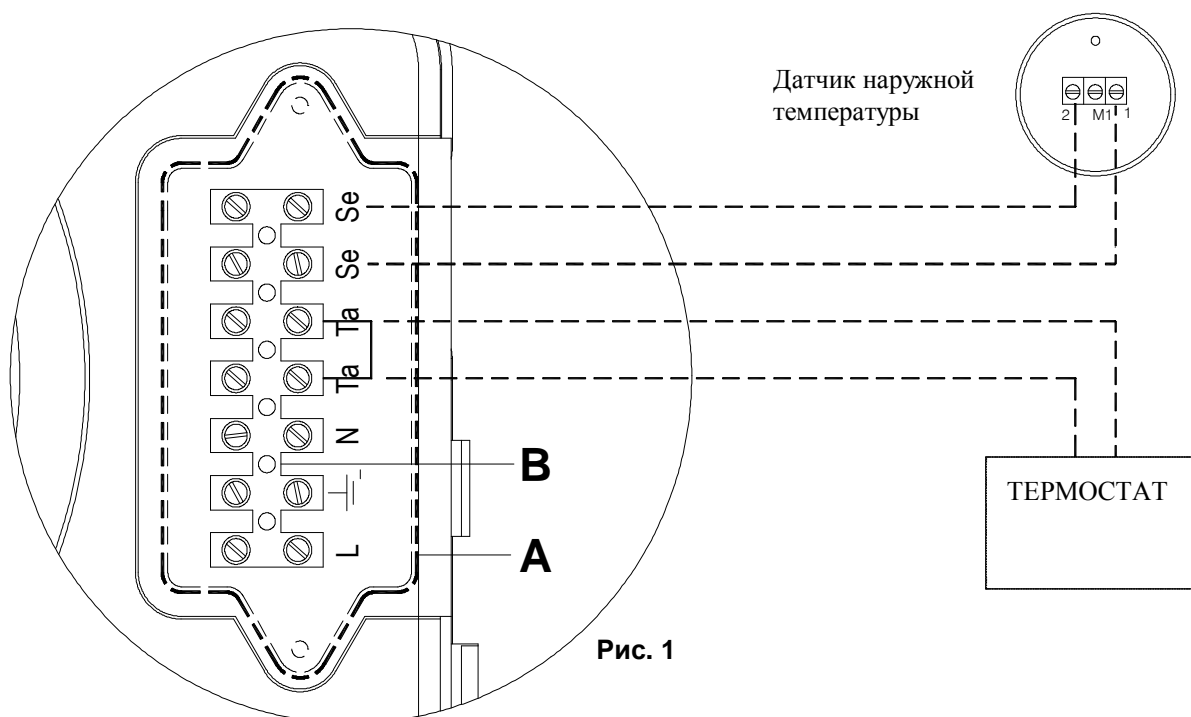 Датчик наружной
температуры
2 M1 1
Se
Se
Ta
Ta
N
B
L
A
ТЕРМОСТАТ
Рис. 1